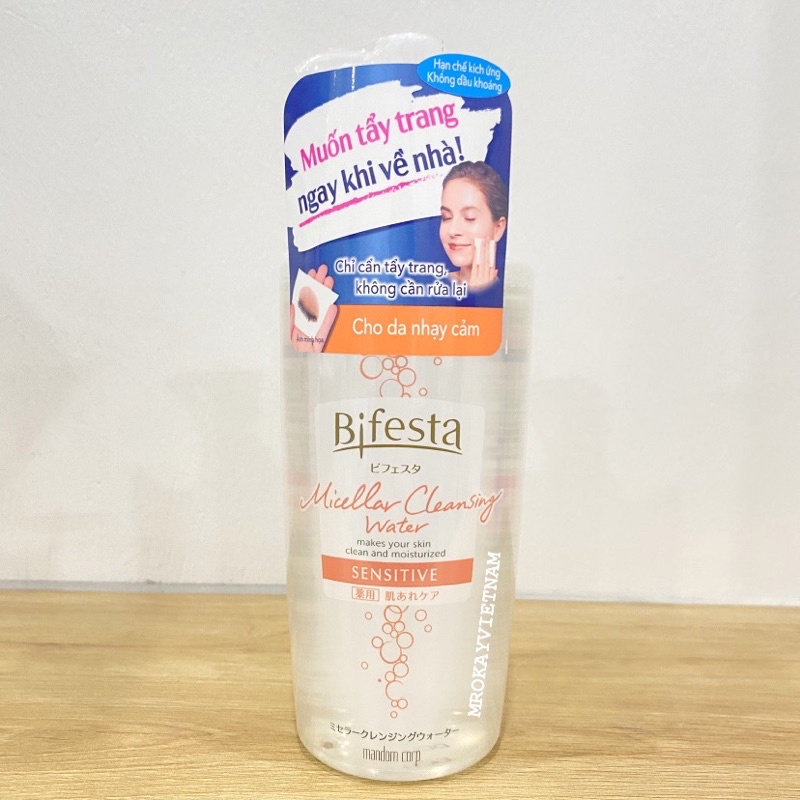 Hạn chế kích ứng
Không dầu khoáng
Muốn tẩy trang
ngay khi về nhà!
Chỉ cần tẩy trang,
không cần rửa lại
Ảnh minh họa
Cho da nhạy cảm
Bifesta
ビフェスタ
Micellar Cleansing
Water
makes your skin
clean and moisturized
SENSITIVE
薬用 肌あれケア
MROKAYVIETNAM
ミセラークレンジングウォーター
mandom corp